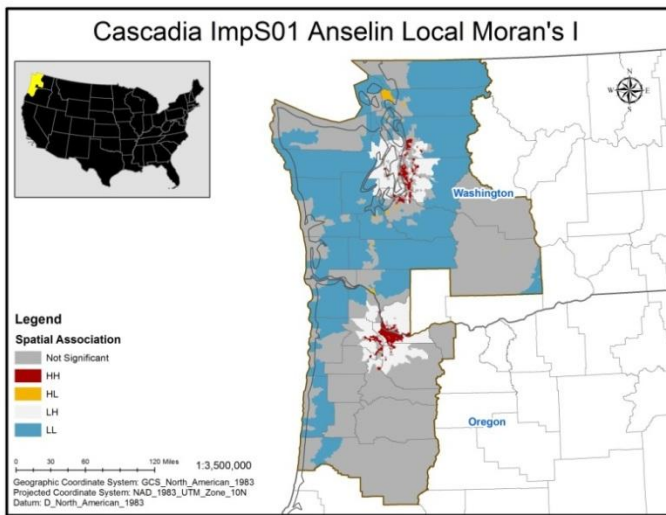 Cascadia ImpS01 Anselin Local Moran's I
N
W E
S
Washington
Oregon
Legend
Spatial Association
Not Significant
HH
HL
LH
LL
0 30 60 120 Miles
1:3,500,000
Geographic Coordinate System: GCS_North_American_1983
Projected Coordinate System: NAD_1983_UTM_Zone_10N
Datum: D_North_American_1983